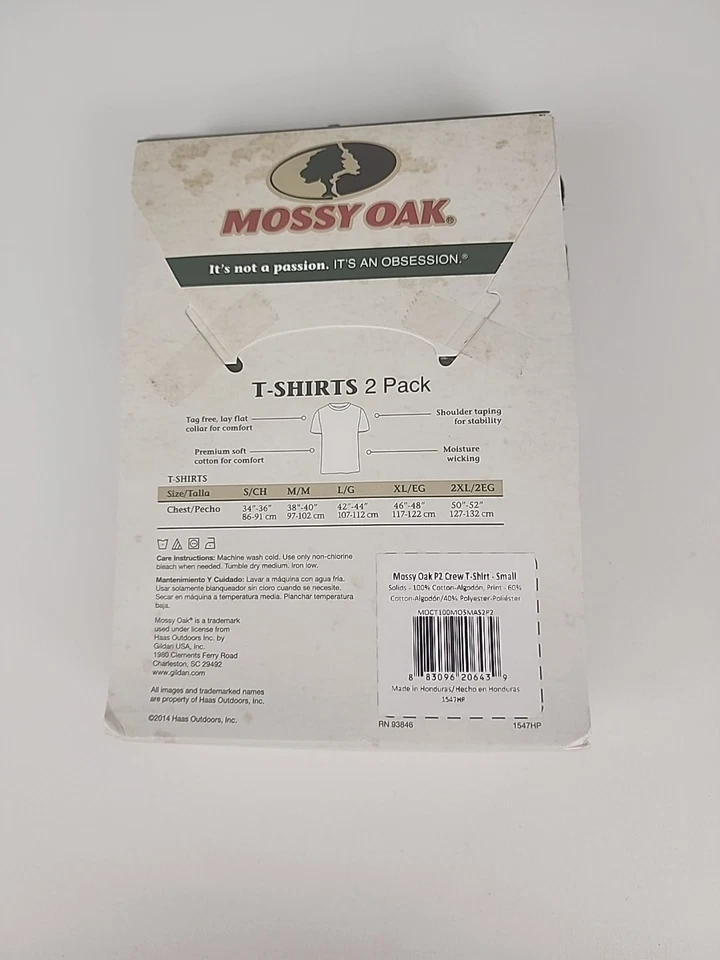 MOSSY OAK®
It's not a passion. IT'S AN OBSESSION.®
T-SHIRTS 2 Pack
Tag free, lay flat
collar for comfort
Shoulder taping
for stability
Premium soft
cotton for comfort
Moisture
wicking
T-SHIRTS
Size/Talla S/CH M/M L/G XL/EG 2XL/2EG
Chest/Pecho 34"-36" 38"-40" 42"-44" 46"-48" 50"-52"
86-91 cm 97-102 cm 107-112 cm 117-122 cm 127-132 cm
Care Instructions: Machine wash cold. Use only non-chlorine
bleach when needed. Tumble dry medium. Iron low.
Mantenimiento Y Cuidado: Lavar a máquina con agua fria.
Usar solamente blanqueador sin cloro cuando se necesite.
Secar en máquina a temperatura media. Planchar temperatura
baja.
Mossy Oak® is a trademark
used under license from
Haas Outdoors Inc. by
Gildan USA, Inc.
1980 Clements Ferry Road
Charleston, SC 29492
www.gildan.com
All images and trademarked names
are property of Haas Outdoors, Inc.
©2014 Haas Outdoors, Inc.
Mossy Oak P2 Crew T-Shirt - Small
Solids - 100% Cotton-Algodón, Print - 60%
Cotton-Algodón/40% Polyester-Poliéster
MOCT100MOSMAS2P2
8 83096 20643 9
Made in Honduras/Hecho en Honduras
1547HP
RN 93846 1547HP